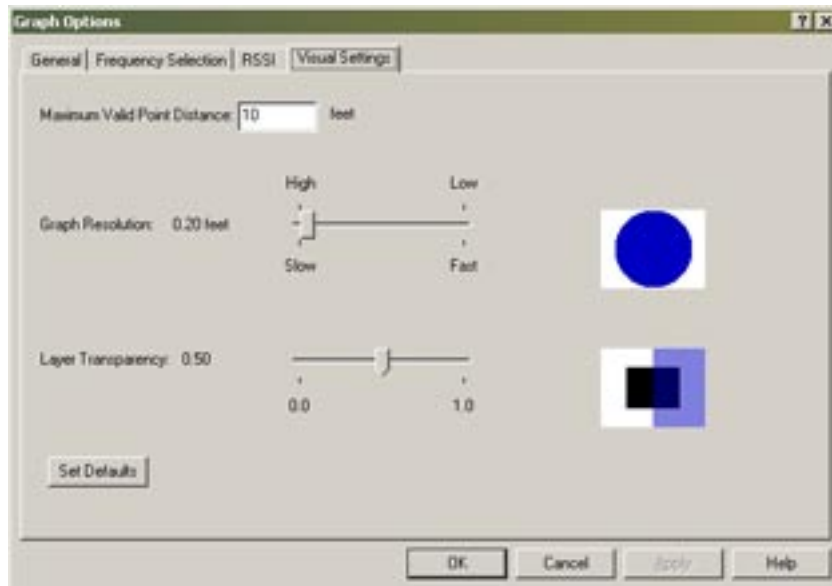 Graph Options
General Frequency Selection RSSI Visual Settings
Maximum Valid Point Distance: 10 feet
High Low
Graph Resolution: 0.20 feet
Slow Fast
Layer Transparency: 0.50
0.0 1.0
Set Defaults
OK Cancel Apply Help